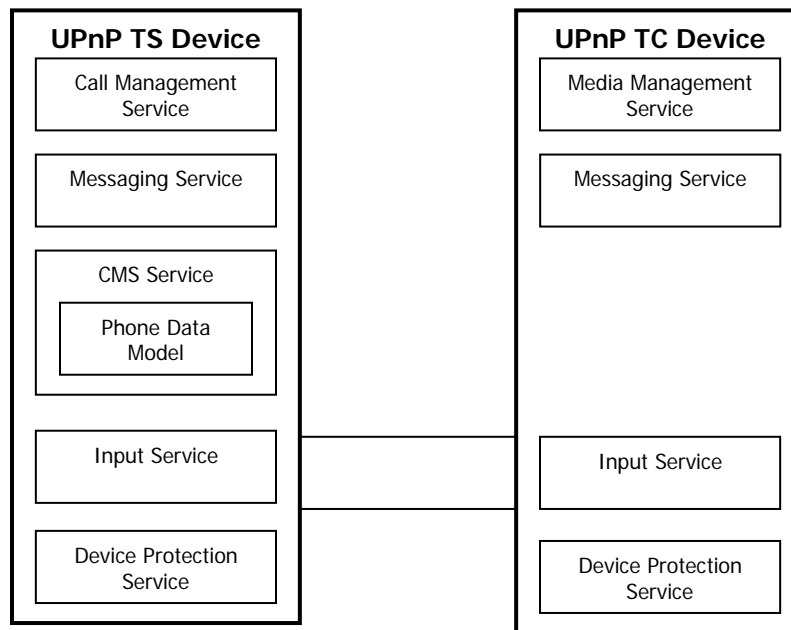 UPnP TS Device
Call Management
Service
Messaging Service
CMS Service
Phone Data
Model
Input Service
Device Protection
Service
UPnP TC Device
Media Management
Service
Messaging Service
Input Service
Device Protection
Service